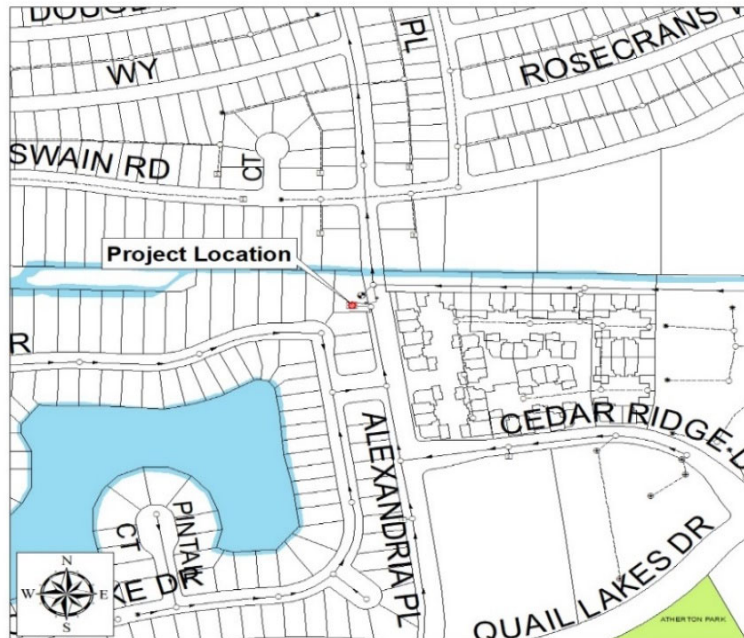 WY
PL
ROSECRANS
SWAIN RD
CT
Project Location
R
CEDAR RIDGE
ALEXANDRIA PL
PINTAIL
CT
KE DR
QUAIL LAKES DR
ATHERTON PARK
N
W
E
S